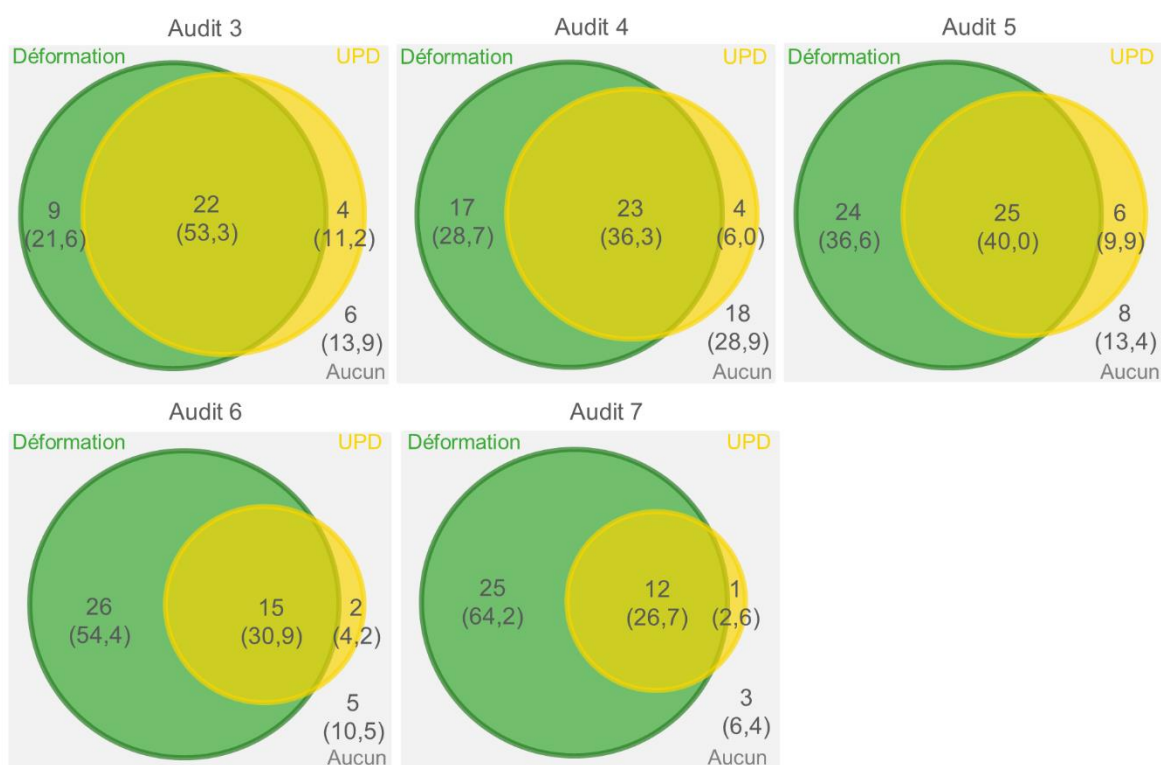 Audit 3
Déformation UPD
9
(21,6)
22
(53,3)
4
(11,2)
6
(13,9)
Aucun
Audit 4
UPD
17
(28,7)
23
(36,3)
4
(6,0)
18
(28,9)
Aucun
Audit 5
Déformation UPD
24
(36,6)
25
(40,0)
6
(9,9)
8
(13,4)
Aucun
Audit 6
Déformation UPD
26
(54,4)
15
(30,9)
2
(4,2)
5
(10,5)
Aucun
Audit 7
Déformation UPD
25
(64,2)
12
(26,7)
1
(2,6)
3
(6,4)
Aucun